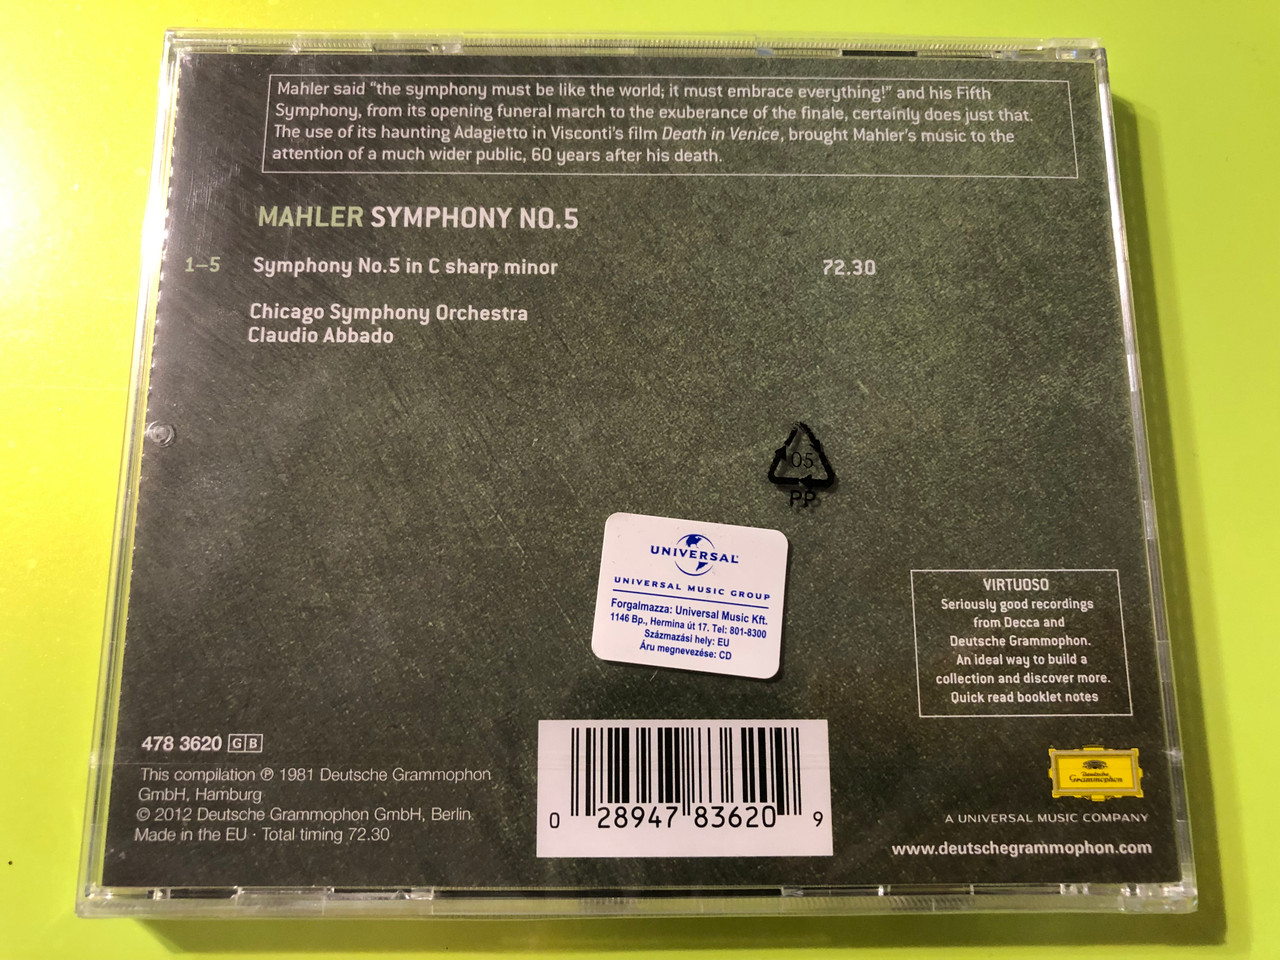 Mahler said “the symphony must be like the world; it must embrace everything!” and his Fifth
Symphony, from its opening funeral march to the exuberance of the finale, certainly does just that.
The use of its haunting Adagietto in Visconti's film Death in Venice, brought Mahler's music to the
attention of a much wider public, 60 years after his death.
MAHLER SYMPHONY NO.5
1–5 Symphony No.5 in C sharp minor 72.30
Chicago Symphony Orchestra
Claudio Abbado
05
PP
UNIVERSAL
UNIVERSAL MUSIC GROUP
Forgalmazza: Universal Music Kft.
1146 Bp., Hermina út 17. Tel: 801-8300
Százmazási hely: EU
Áru megnevezése: CD
VIRTUOSO
Seriously good recordings
from Decca and
Deutsche Grammophon.
An ideal way to build a
collection and discover more.
Quick read booklet notes
478 3620 GB
This compilation ℗ 1981 Deutsche Grammophon
GmbH, Hamburg
© 2012 Deutsche Grammophon GmbH, Berlin.
Made in the EU · Total timing 72.30
0 28947 83620 9
Deutsche
Grammophon
A UNIVERSAL MUSIC COMPANY
www.deutschegrammophon.com